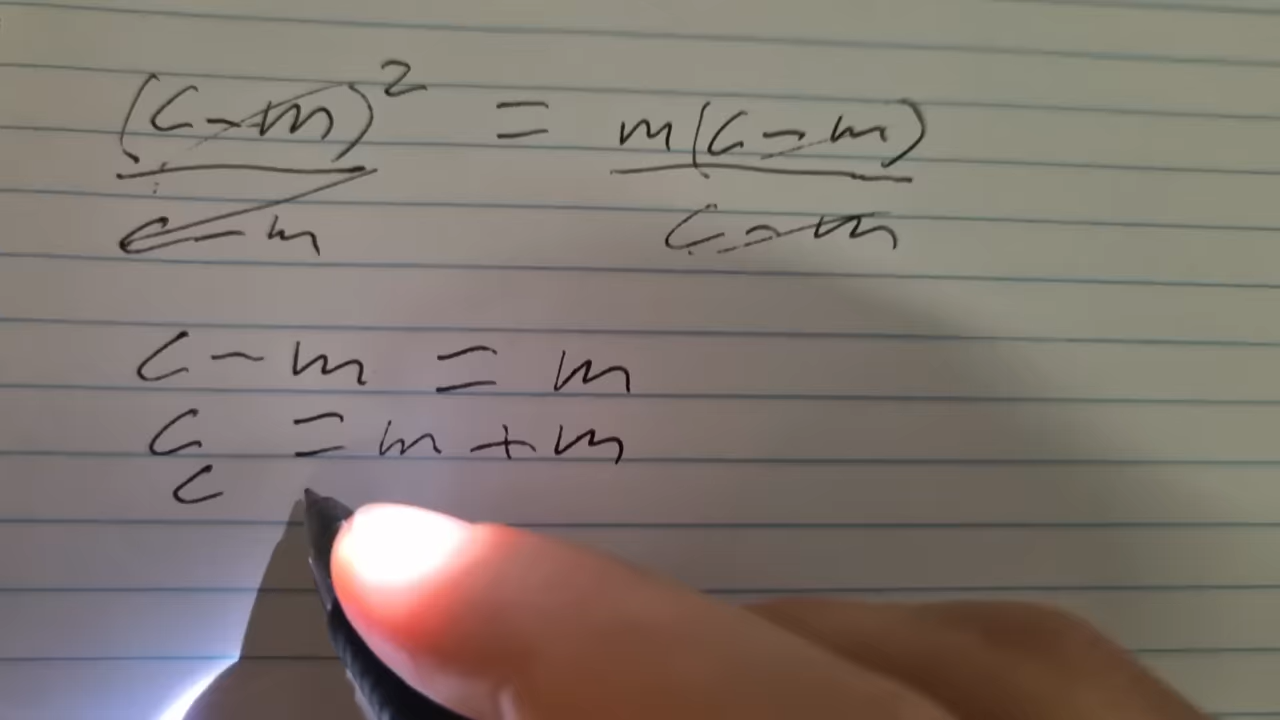 (c-m)² = m(c-m)
c-m c-m
c-m = m
c = m+m
c